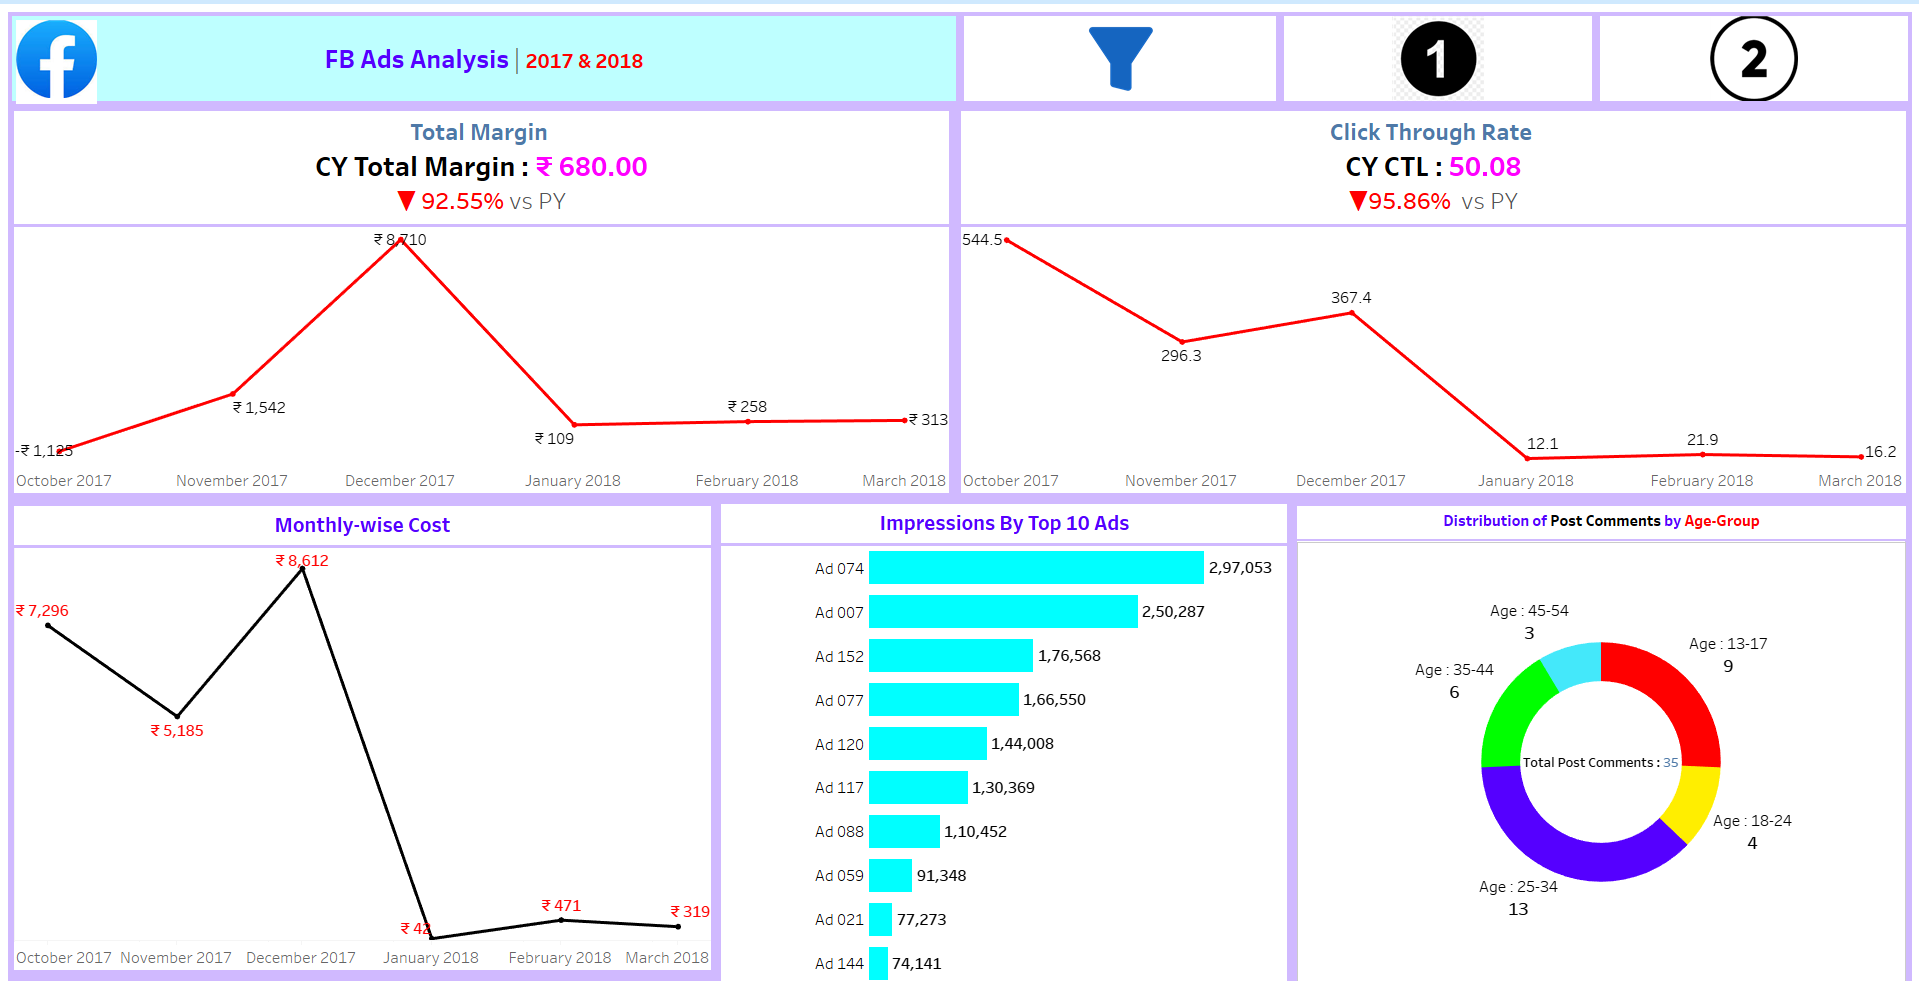 FB Ads Analysis | 2017 & 2018
1
2
Total Margin
CY Total Margin : ₹ 680.00
▼ 92.55% vs PY
₹ 8,710
₹ 1,542
-₹ 1,125
₹ 109
₹ 258
₹ 313
October 2017 November 2017 December 2017 January 2018 February 2018 March 2018
Click Through Rate
CY CTL : 50.08
▼95.86% vs PY
544.5
296.3
367.4
12.1
21.9
16.2
October 2017 November 2017 December 2017 January 2018 February 2018 March 2018
Monthly-wise Cost
₹ 7,296
₹ 5,185
₹ 8,612
₹ 42
₹ 471
₹ 319
October 2017 November 2017 December 2017 January 2018 February 2018 March 2018
Impressions By Top 10 Ads
Ad 074 2,97,053
Ad 007 2,50,287
Ad 152 1,76,568
Ad 077 1,66,550
Ad 120 1,44,008
Ad 117 1,30,369
Ad 088 1,10,452
Ad 059 91,348
Ad 021 77,273
Ad 144 74,141
Distribution of Post Comments by Age-Group
Age : 45-54
3
Age : 13-17
9
Age : 35-44
6
Total Post Comments : 35
Age : 18-24
4
Age : 25-34
13